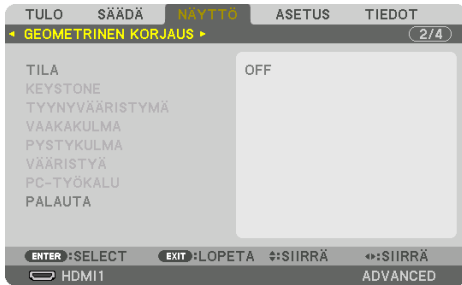 TULO SÄÄDÄ NÄYTTÖ ASETUS TIEDOT
GEOMETRINEN KORJAUS 2/4
TILA OFF
KEYSTONE
TYYNYVÄÄRISTYMÄ
VAAKAKULMA
PYSTYKULMA
VÄÄRISTYÄ
PC-TYÖKALU
PALAUTA
ENTER:SELECT EXIT:LOPETA :SIIRRÄ :SIIRRÄ
HDMI1 ADVANCED